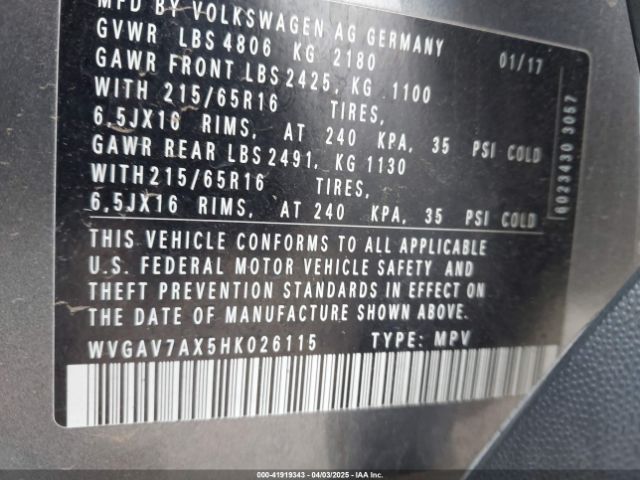 MFD BY VOLKSWAGEN AG GERMANY
GVWR LBS 4806 KG 2180 01/17
GAWR FRONT LBS 2425, KG 1100
WITH 215/65R16 TIRES,
6.5JX16 RIMS, AT 240 KPA, 35 PSI COLD
GAWR REAR LBS 2491, KG 1130
WITH 215/65R16 TIRES,
6.5JX16 RIMS, AT 240 KPA, 35 PSI COLD
6023430 3057
THIS VEHICLE CONFORMS TO ALL APPLICABLE
U.S. FEDERAL MOTOR VEHICLE SAFETY AND
THEFT PREVENTION STANDARDS IN EFFECT ON
THE DATE OF MANUFACTURE SHOWN ABOVE.
WVGAV7AX5HK026115 TYPE: MPV
000-41919343 - 04/03/2025 - IAA Inc.